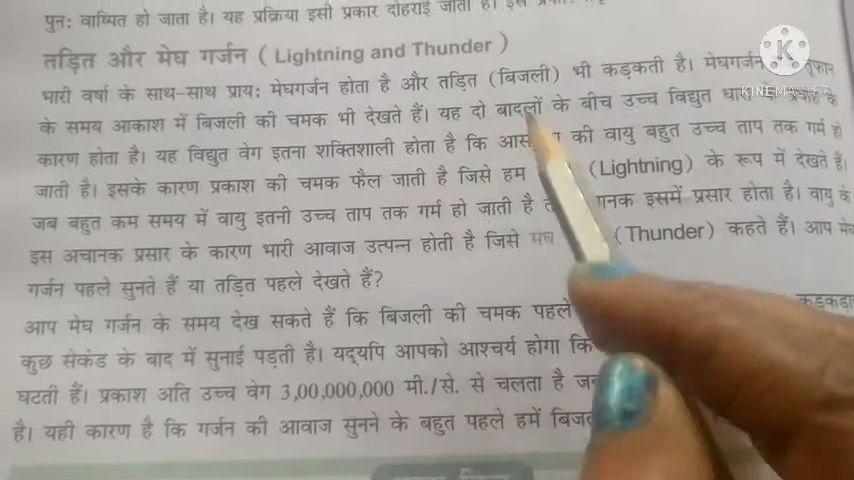 पुनः वाष्पित हो जाता है। यह प्रक्रिया इसी प्रकार दोहराई जाती है।
तड़ित और मेघ गर्जन ( Lightning and Thunder )
भारी वर्षा के साथ-साथ प्रायः मेघगर्जन होता है और तड़ित (बिजली) भी कड़कती है। मेघगर्जन
के समय आकाश में बिजली की चमक भी देखते हैं। यह दो बादलों के बीच उच्च विद्युत धारा
कारण होता है। यह विद्युत वेग इतना शक्तिशाली होता है कि की वायु बहुत उच्च ताप तक गर्म हो
जाती है। इसके कारण प्रकाश की चमक फैल जाती है जिसे हम (Lightning) के रूप में देखते हैं।
जब बहुत कम समय में वायु इतनी उच्च ताप तक गर्म हो जाती है इसमें प्रसार होता है। वायु के
इस अचानक प्रसार के कारण भारी आवाज उत्पन्न होती है जिसे (Thunder) कहते हैं। आप मेघ
गर्जन पहले सुनते हैं या तड़ित पहले देखते हैं?
आप मेघ गर्जन के समय देख सकते हैं कि बिजली की चमक पहले
कुछ सेकंड के बाद में सुनाई पड़ती है। यद्यपि आपको आश्चर्य होगा कि
घटती हैं। प्रकाश अति उच्च वेग 3,00,000,000 मी./से. से चलता है
है। यही कारण है कि गर्जन की आवाज सुनने के बहुत पहले हमें
KINEMASTER